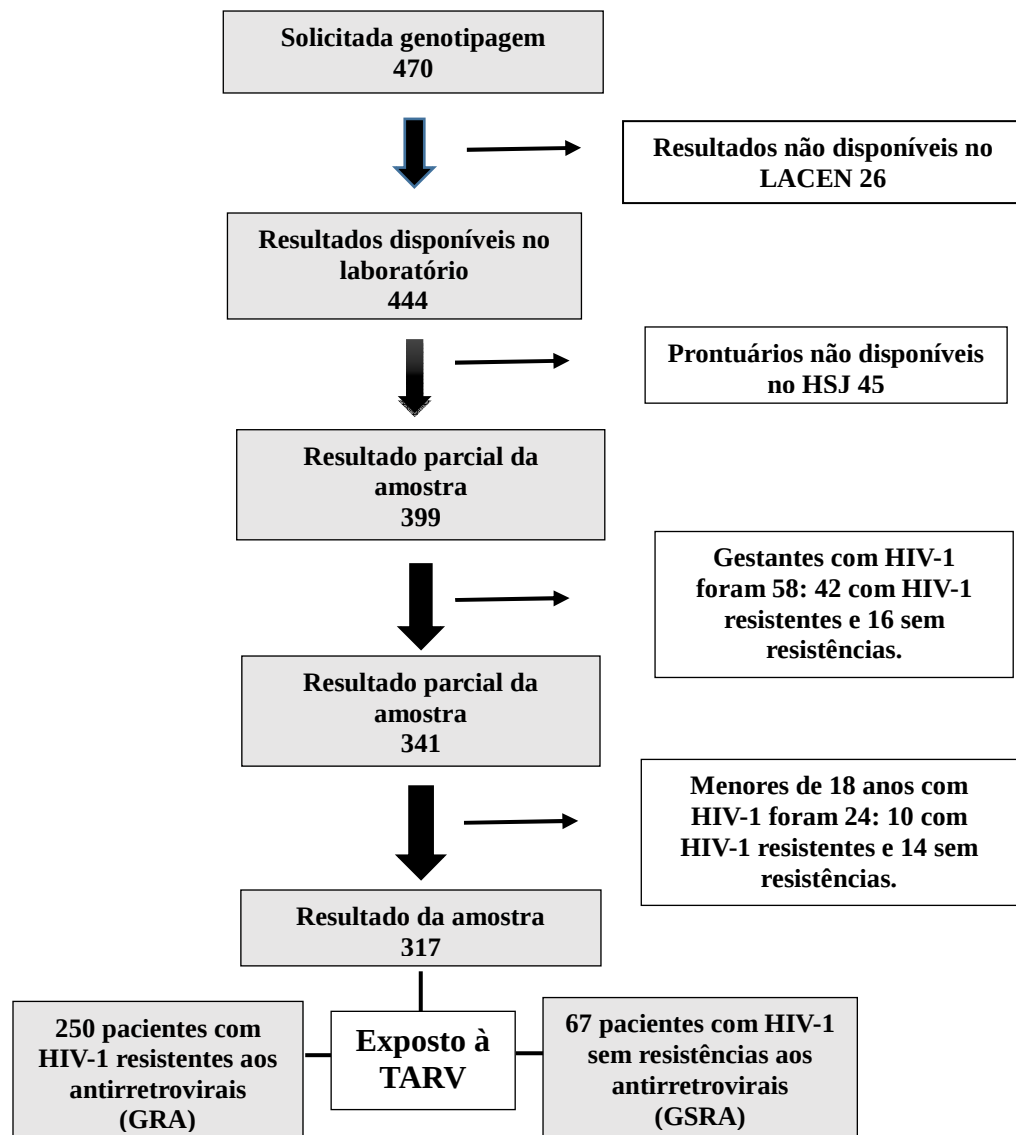 Solicitada genotipagem
470
Resultados não disponíveis no
LACEN 26
Resultados disponíveis no
laboratório
444
Prontuários não disponíveis
no HSJ 45
Resultado parcial da
amostra
399
Gestantes com HIV-1
foram 58: 42 com HIV-1
resistentes e 16 sem
resistências.
Resultado parcial da
amostra
341
Menores de 18 anos com
HIV-1 foram 24: 10 com
HIV-1 resistentes e 14 sem
resistências.
Resultado da amostra
317
250 pacientes com
HIV-1 resistentes aos
antirretrovirais
(GRA)
Exposto à
TARV
67 pacientes com HIV-1
sem resistências aos
antirretrovirais
(GSRA)